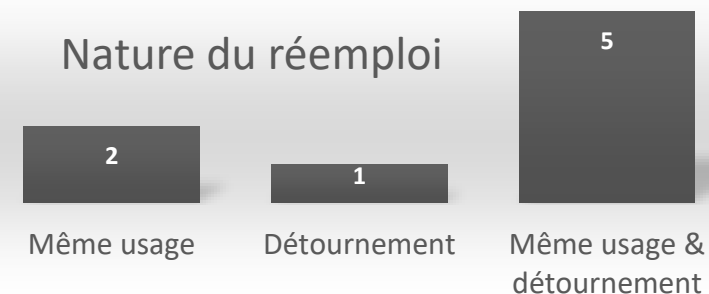 Nature du réemploi
5
2
1
Même usage
Détournement
Même usage &
détournement